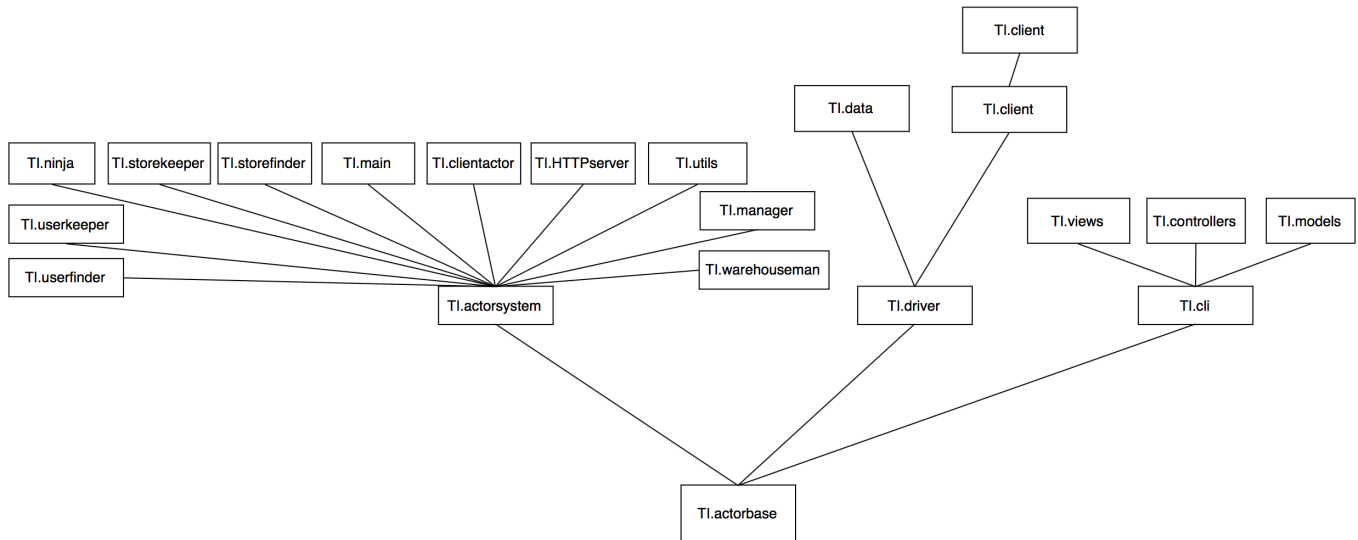 TI.client
TI.data
TI.client
TI.ninja
TI.storekeeper
TI.storefinder
TI.main
TI.clientactor
TI.HTTPserver
TI.utils
TI.manager
TI.userkeeper
TI.views
TI.controllers
TI.models
TI.warehouseman
TI.userfinder
TI.actorsystem
TI.driver
TI.cli
TI.actorbase